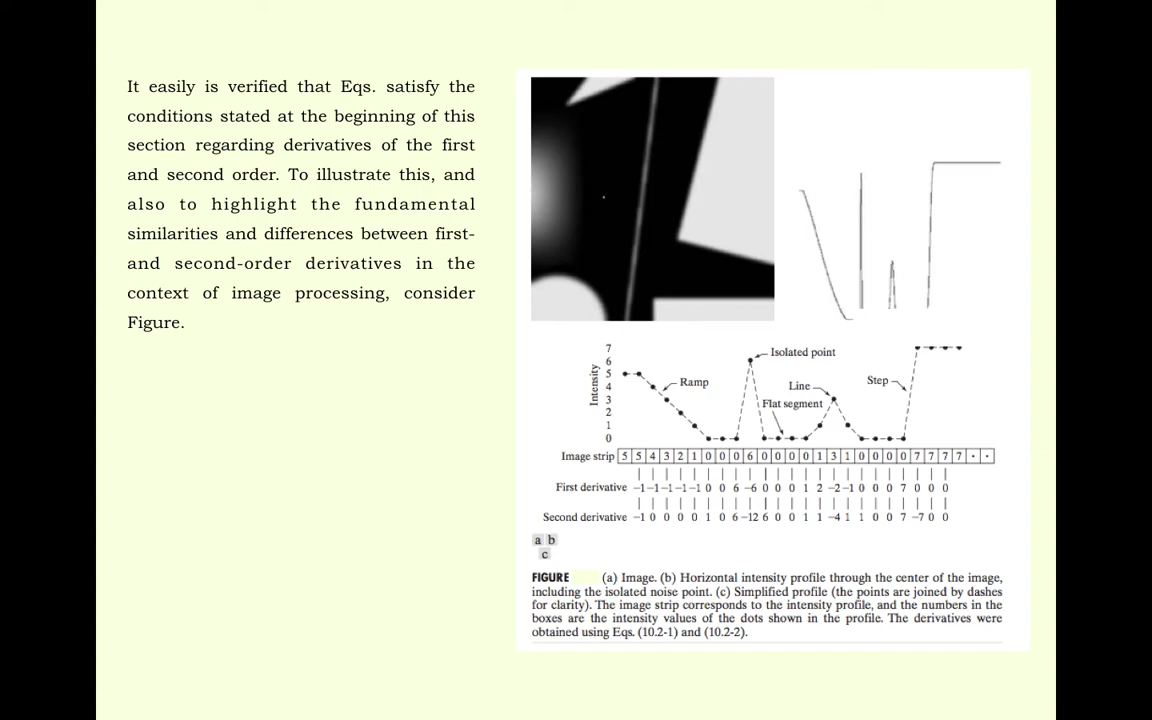 It easily is verified that Eqs. satisfy the
conditions stated at the beginning of this
section regarding derivatives of the first
and second order. To illustrate this, and
also to highlight the fundamental
similarities and differences between first-
and second-order derivatives in the
context of image processing, consider
Figure.
7
6
5
4
3
2
1
0
Intensity
Ramp
Isolated point
Line
Flat segment
Step
Image strip 5 5 4 3 2 1 0 0 0 6 0 0 0 0 1 3 1 0 0 0 0 7 7 7 7 · ·
First derivative −1−1−1−1−1 0 0 6 −6 0 0 0 1 2 −2−1 0 0 0 7 0 0 0
Second derivative −1 0 0 0 0 1 0 6−12 6 0 0 1 1 −4 1 1 0 0 7 −7 0 0
a b
c
FIGURE (a) Image. (b) Horizontal intensity profile through the center of the image,
including the isolated noise point. (c) Simplified profile (the points are joined by dashes
for clarity). The image strip corresponds to the intensity profile, and the numbers in the
boxes are the intensity values of the dots shown in the profile. The derivatives were
obtained using Eqs. (10.2-1) and (10.2-2).